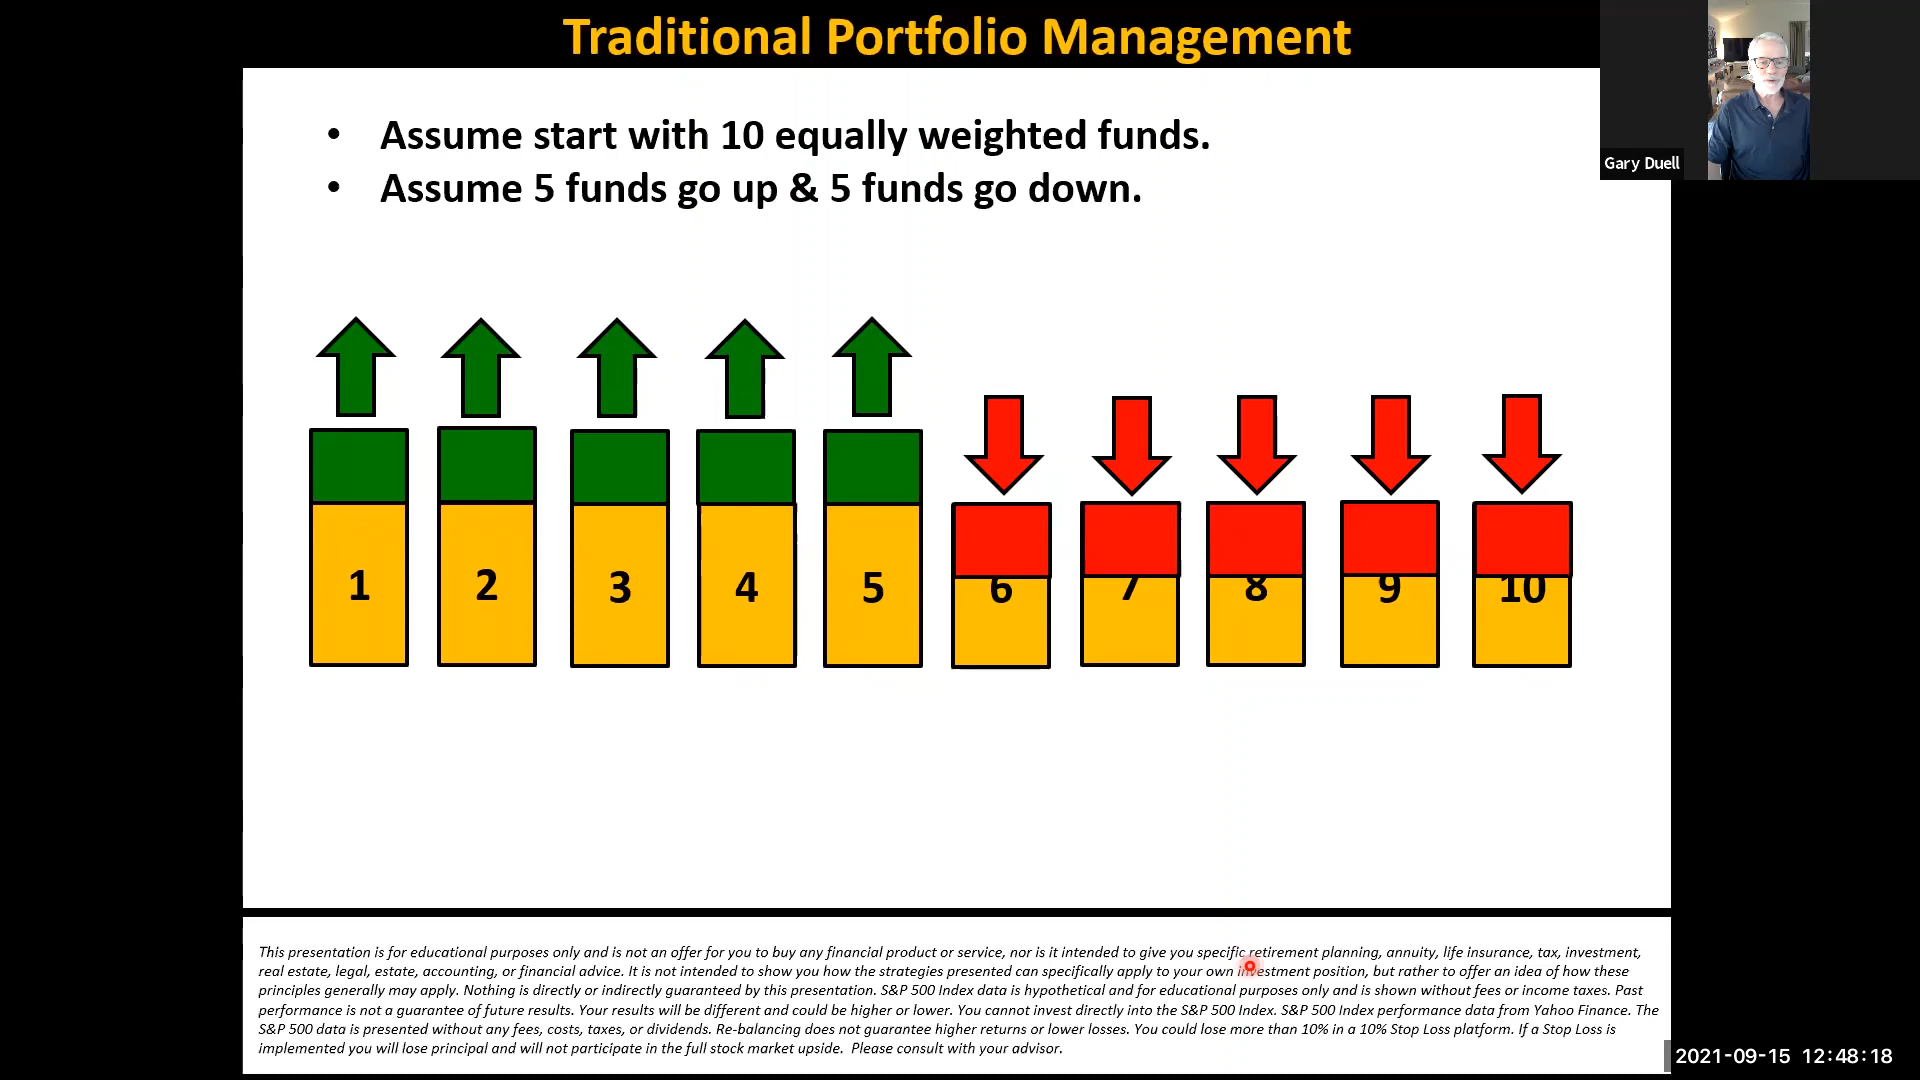 Traditional Portfolio Management
Gary Duell
• Assume start with 10 equally weighted funds.
• Assume 5 funds go up & 5 funds go down.
1 2 3 4 5 6 7 8 9 10
This presentation is for educational purposes only and is not an offer for you to buy any financial product or service, nor is it intended to give you specific retirement planning, annuity, life insurance, tax, investment,
real estate, legal, estate, accounting, or financial advice. It is not intended to show you how the strategies presented can specifically apply to your own investment position, but rather to offer an idea of how these
principles generally may apply. Nothing is directly or indirectly guaranteed by this presentation. S&P 500 Index data is hypothetical and for educational purposes only and is shown without fees or income taxes. Past
performance is not a guarantee of future results. Your results will be different and could be higher or lower. You cannot invest directly into the S&P 500 Index. S&P 500 Index performance data from Yahoo Finance. The
S&P 500 data is presented without any fees, costs, taxes, or dividends. Re-balancing does not guarantee higher returns or lower losses. You could lose more than 10% in a 10% Stop Loss platform. If a Stop Loss is
implemented you will lose principal and will not participate in the full stock market upside. Please consult with your advisor.
2021-09-15 12:48:18